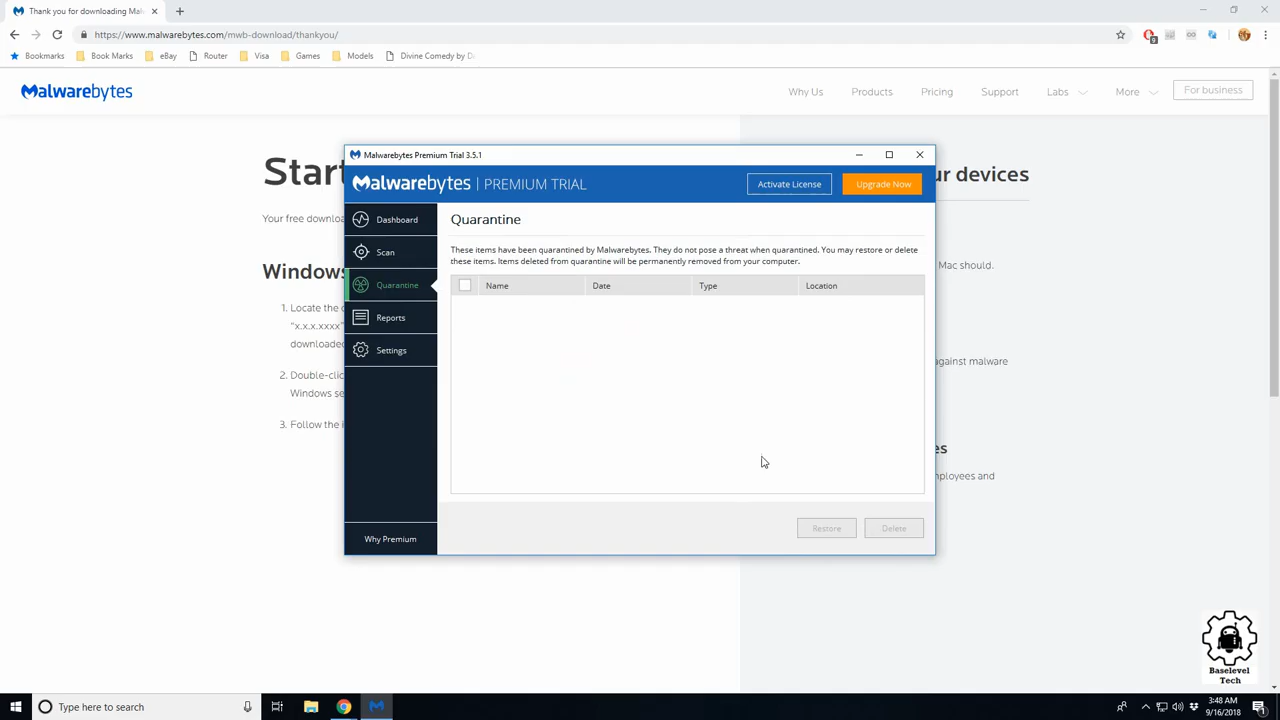 Thank you for downloading Mal
https://www.malwarebytes.com/mwb-download/thankyou/
9
Bookmarks
Book Marks
eBay
Router
Visa
Games
Models
Divine Comedy by D
Malwarebytes
Why Us
Products
Pricing
Support
Labs
More
For business
Start
ur devices
Your free downloa
Mac should.
Windows
1. Locate the
"x.x.x.xxxx"
downloaded
2. Double-clic
Windows se
3. Follow the i
against malware
es
mployees and
Malwarebytes Premium Trial 3.5.1
Malwarebytes | PREMIUM TRIAL
Activate License
Upgrade Now
Dashboard
Scan
Quarantine
Reports
Settings
Why Premium
Quarantine
These items have been quarantined by Malwarebytes. They do not pose a threat when quarantined. You may restore or delete
these items. Items deleted from quarantine will be permanently removed from your computer.
Name
Date
Type
Location
Restore
Delete
Baselevel
Tech
Type here to search
3:48 AM
9/16/2018
1